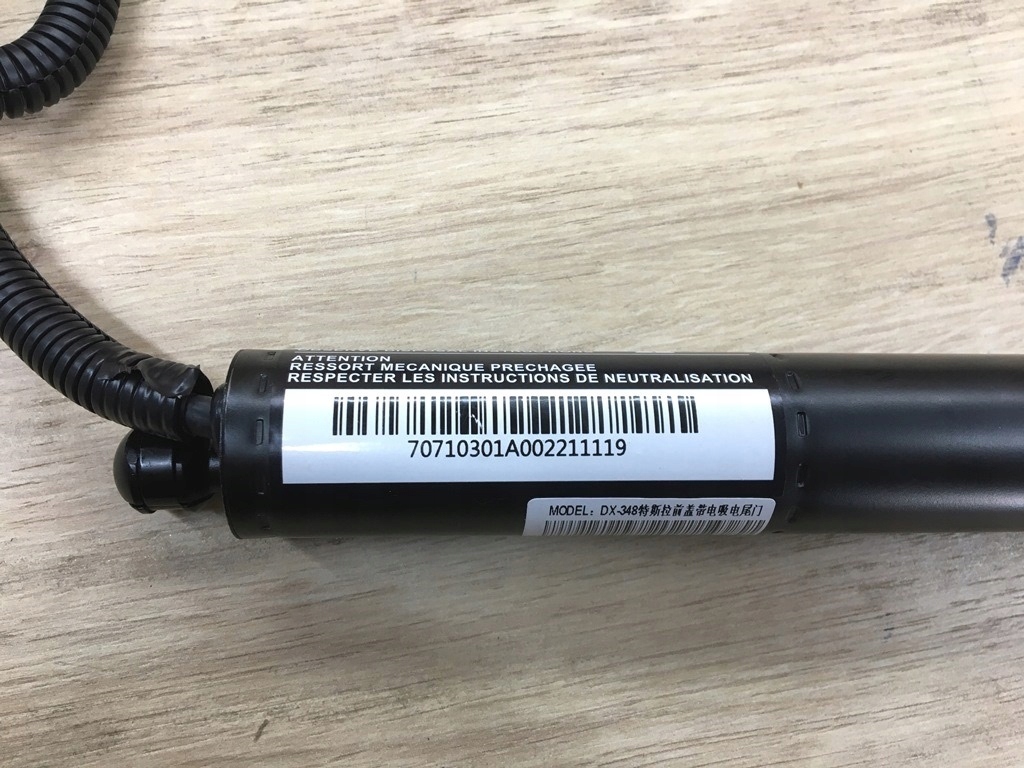 ATTENTION
RESSORT MECANIQUE PRECHAGEE
RESPECTER LES INSTRUCTIONS DE NEUTRALISATION
70710301A002211119
MODEL: DX-348特斯拉前盖带电吸电尾门